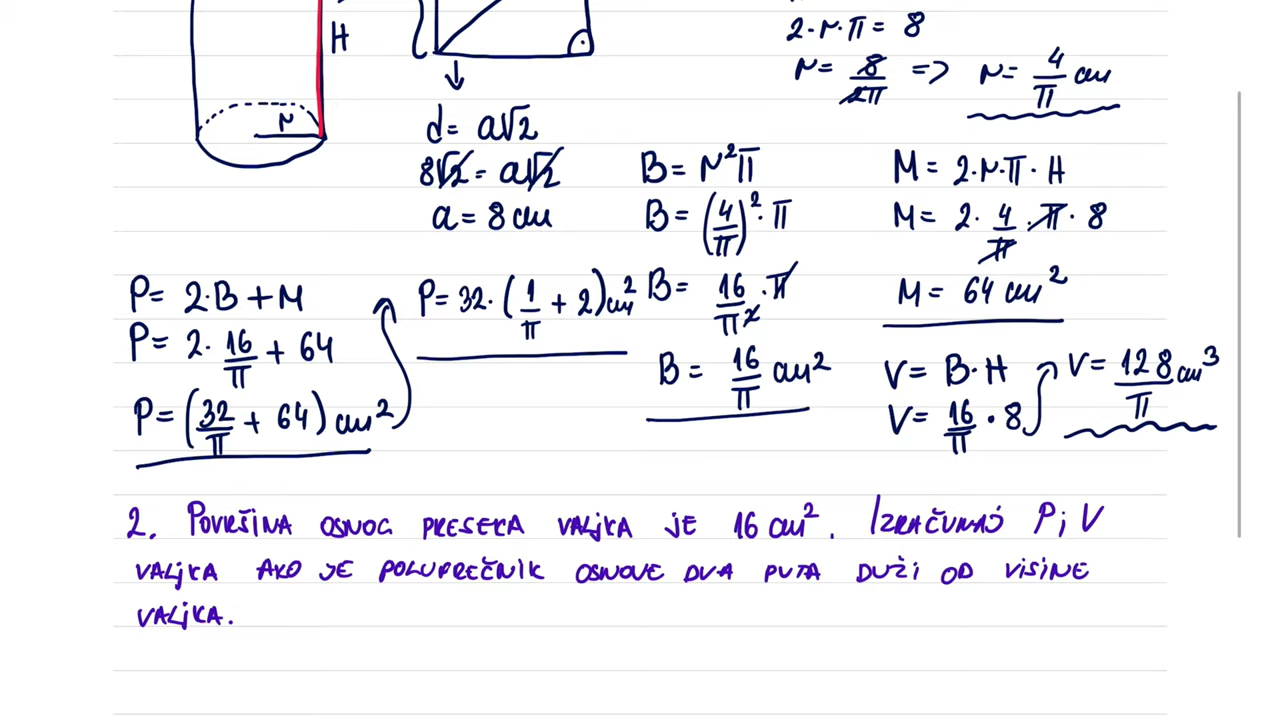 H
r
2·r·π = 8
r = 8/2π => r = 4/π cm
d = a√2
8√2 = a√2
a = 8 cm
B = r²π
B = (4/π)² · π
B = 16/π² · π
B = 16/π cm²
M = 2·r·π · H
M = 2 · 4/π · π · 8
M = 64 cm²
P = 2·B + M
P = 2 · 16/π + 64
P = (32/π + 64) cm²
P = 32 · (1/π + 2) cm²
V = B·H
V = 16/π · 8
V = 128/π cm³
2. POVRŠINA OSNOG PRESEKA VALJKA JE 16 cm². IZRAČUNAJ P i V
VALJKA AKO JE POLUPREČNIK OSNOVE DVA PUTA DUŽI OD VISINE
VALJKA.